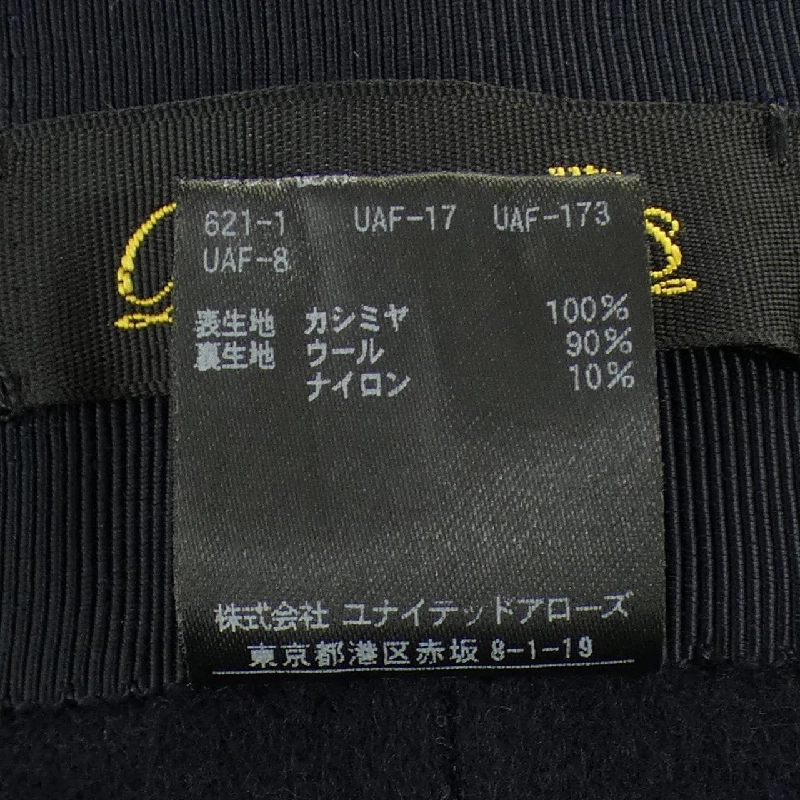 621-1 UAF-17 UAF-173
UAF-8
表生地 カシミヤ 100%
裏生地 ウール 90%
ナイロン 10%
株式会社 ユナイテッドアローズ
東京都港区赤坂 8-1-19